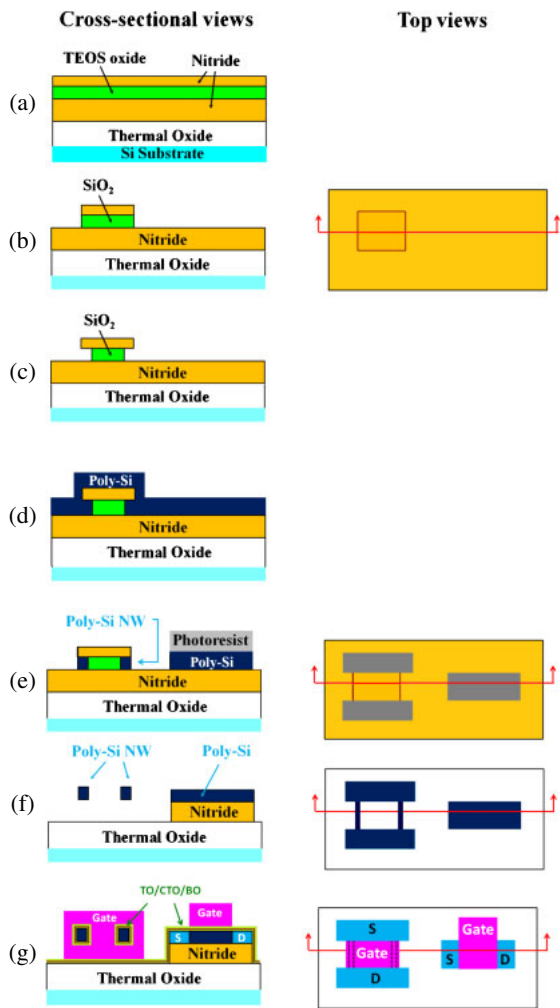 Cross-sectional views
Top views
(a)
TEOS oxide
Nitride
Thermal Oxide
Si Substrate
(b)
SiO2
Nitride
Thermal Oxide
(c)
SiO2
Nitride
Thermal Oxide
(d)
Poly-Si
Nitride
Thermal Oxide
(e)
Poly-Si NW
Photoresist
Poly-Si
Nitride
Thermal Oxide
(f)
Poly-Si NW
Poly-Si
Nitride
Thermal Oxide
(g)
TO/CTO/BO
Gate
Gate
S
D
Nitride
Thermal Oxide
S
Gate
D
Gate
S
D